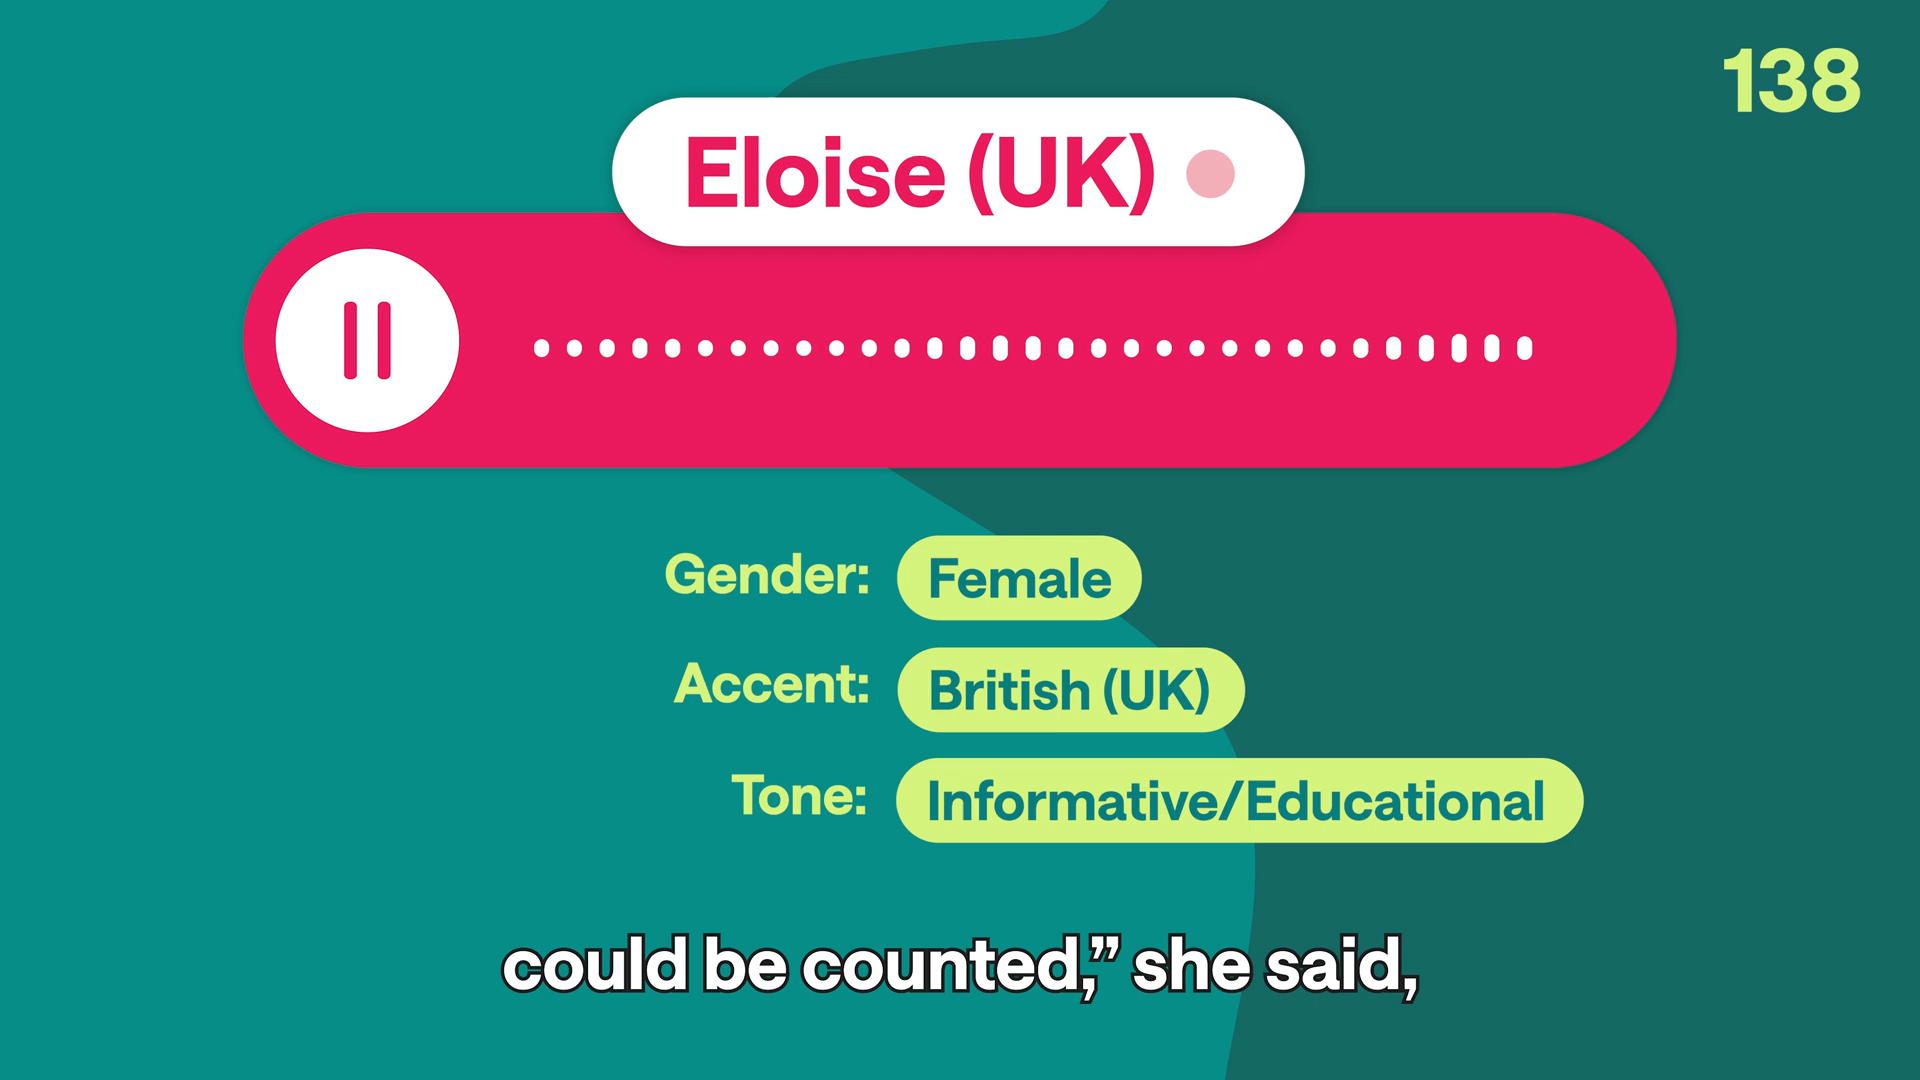 138
Eloise (UK)
Gender: Female
Accent: British (UK)
Tone: Informative/Educational
could be counted,” she said,